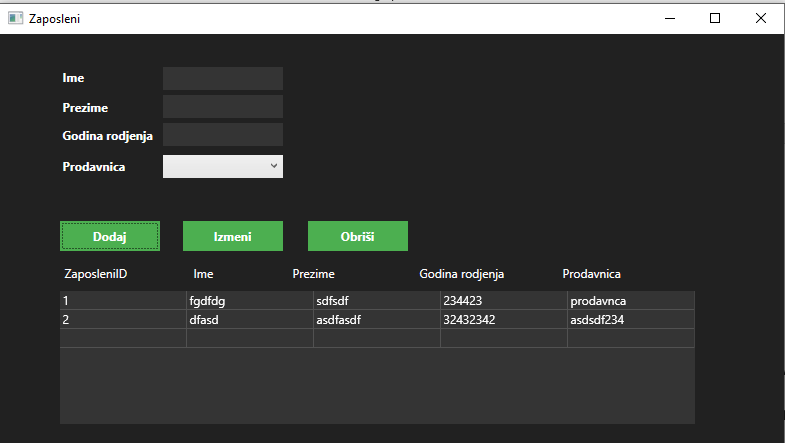 Zaposleni
Ime
Prezime
Godina rodjenja
Prodavnica
Dodaj Izmeni Obriši
ZaposleniID Ime Prezime Godina rodjenja Prodavnica
1 fgdfdg sdfsdf 234423 prodavnca
2 dfasd asdfasdf 32432342 asdsdf234